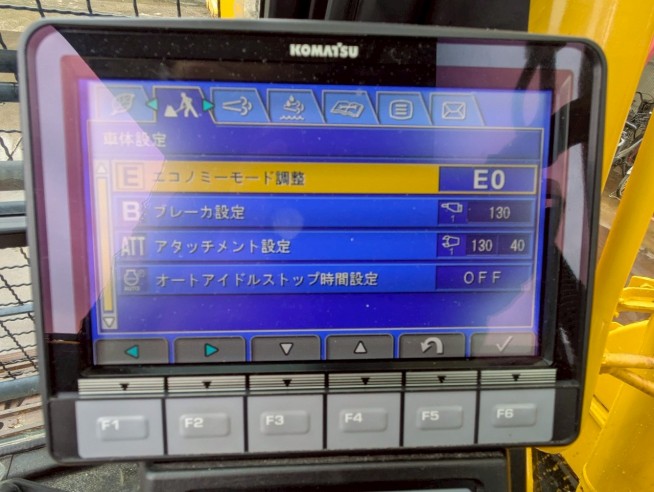 KOMATSU
車体設定
E エコノミーモード調整 E0
B ブレーカ設定 1 130
ATT アタッチメント設定 1 130 40
オートアイドルストップ時間設定 OFF
F1 F2 F3 F4 F5 F6